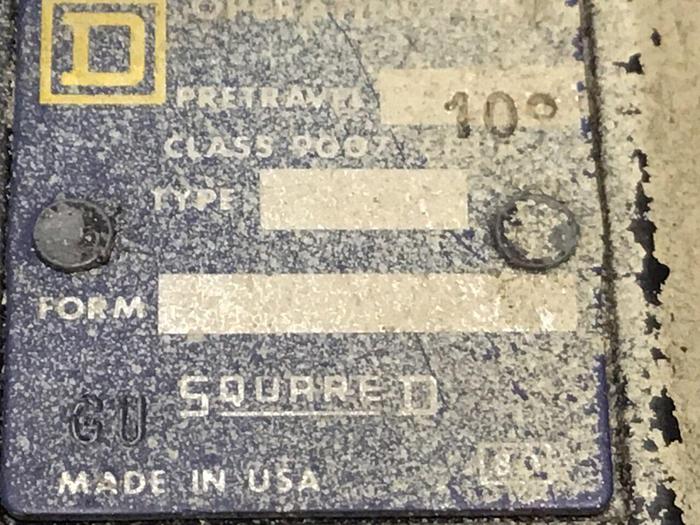 D
PRETRAVEL 10°
CLASS 9007
TYPE
FORM
SQUARE D
GU
MADE IN USA